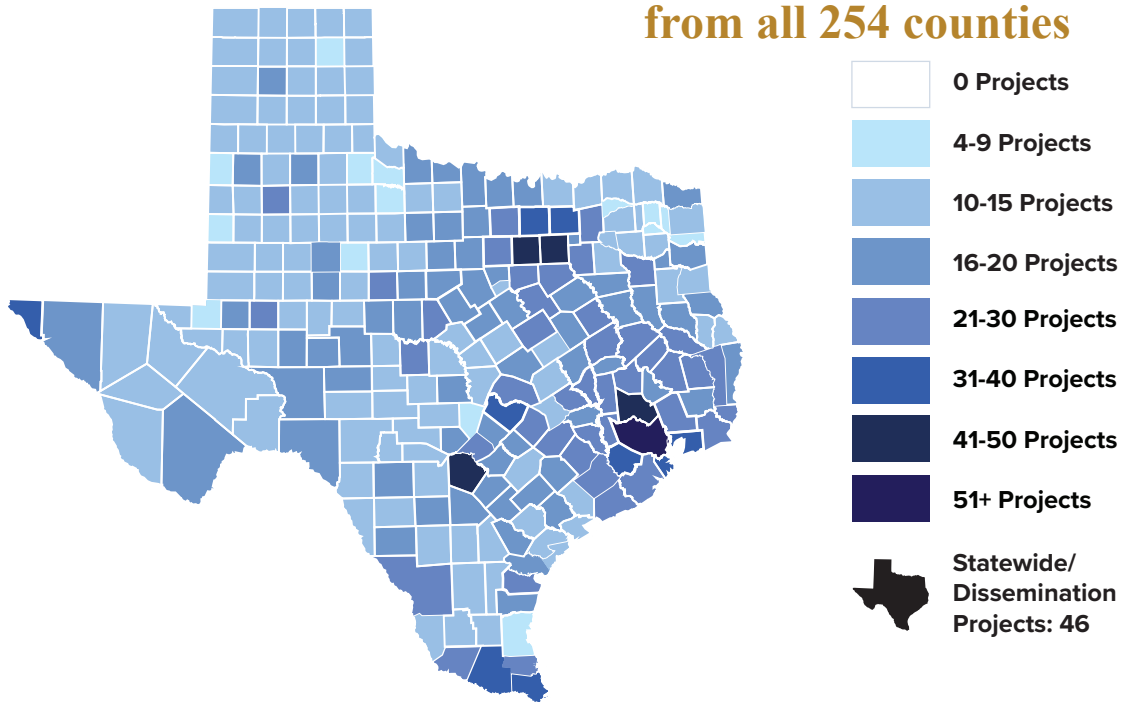 from all 254 counties
0 Projects
4-9 Projects
10-15 Projects
16-20 Projects
21-30 Projects
31-40 Projects
41-50 Projects
51+ Projects
Statewide/
Dissemination
Projects: 46